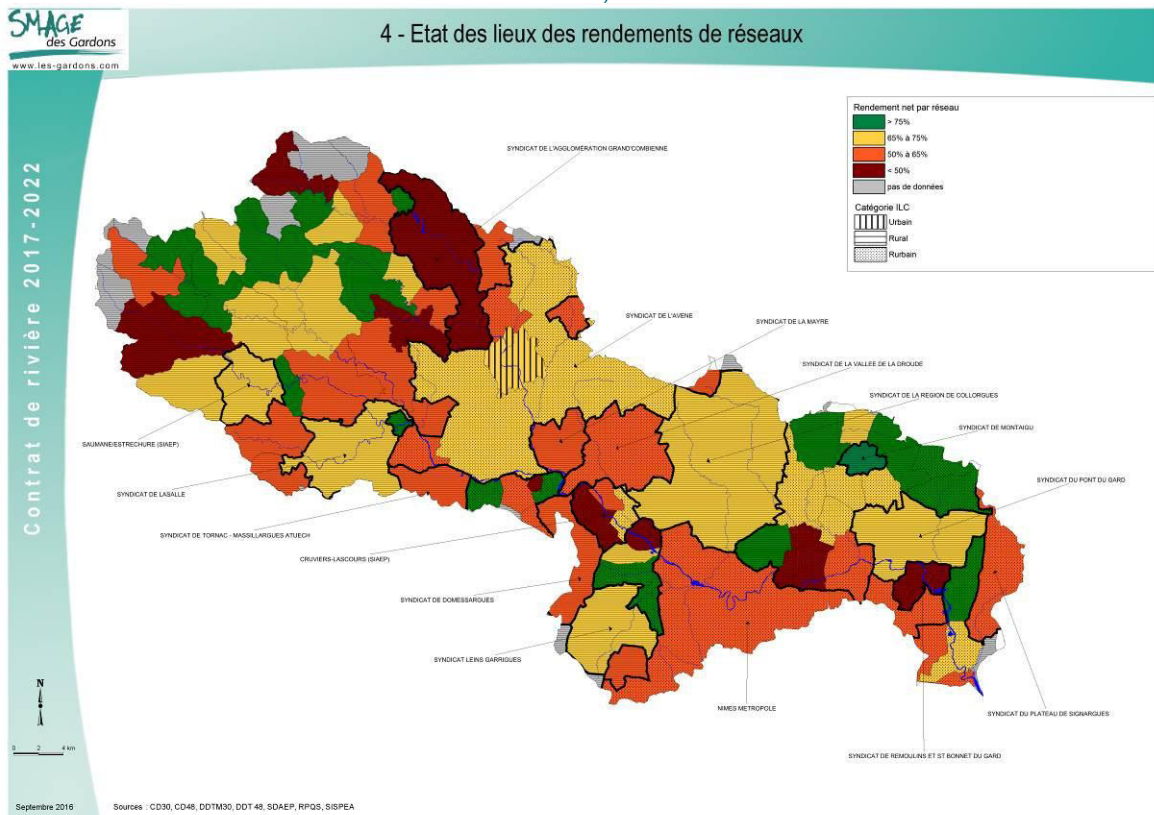 SMAGE
des Gardons
www.les-gardons.com
4 - Etat des lieux des rendements de réseaux
Contrat de rivière 2017-2022
Rendement net par réseau
> 75%
65% à 75%
50% à 65%
< 50%
pas de données
Catégorie ILC
Urbain
Rural
Rurbain
SYNDICAT DE L'AGGLOMÉRATION GRAND'COMBIENNE
SYNDICAT DE L'AVENE
SYNDICAT DE LA MAYRE
SYNDICAT DE LA VALLEE DE LA DROUDE
SYNDICAT DE LA REGION DE COLLORGUES
SYNDICAT DE MONTAIGU
SYNDICAT DU PONT DU GARD
SAUMANE/ESTRECHURE (SIAEP)
SYNDICAT DE LASALLE
SYNDICAT DE TORNAC - MASSILLARGUES ATUECH
CRUVIERS-LASCOURS (SIAEP)
SYNDICAT DE DOMESSARGUES
SYNDICAT LEINS GARRIGUES
NIMES METROPOLE
SYNDICAT DU PLATEAU DE SIGNARGUES
SYNDICAT DE REMOULINS ET ST BONNET DU GARD
N
0 2 4 km
Septembre 2016
Sources : CD30, CD48, DDTM30, DDT 48, SDAEP, RPQS, SISPEA